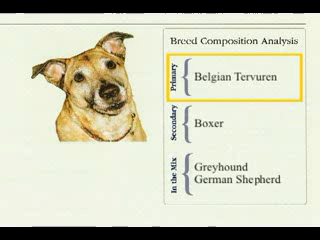 Breed Composition Analysis
Primary
Belgian Tervuren
Secondary
Boxer
In the Mix
Greyhound
German Shepherd